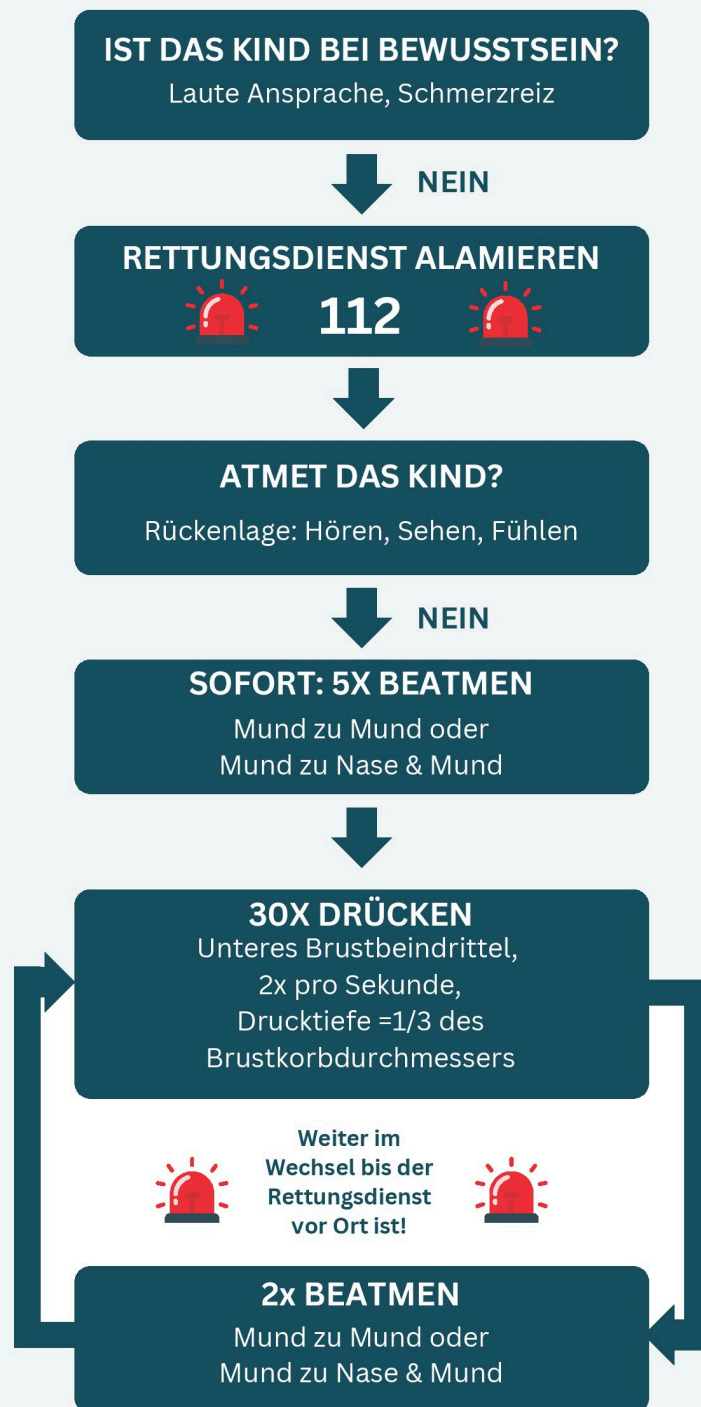 IST DAS KIND BEI BEWUSSTSEIN?
Laute Ansprache, Schmerzreiz
NEIN
RETTUNGSDIENST ALAMIEREN
112
ATMET DAS KIND?
Rückenlage: Hören, Sehen, Fühlen
NEIN
SOFORT: 5X BEATMEN
Mund zu Mund oder
Mund zu Nase & Mund
30X DRÜCKEN
Unteres Brustbeindrittel,
2x pro Sekunde,
Drucktiefe =1/3 des
Brustkorbdurchmessers
Weiter im
Wechsel bis der
Rettungsdienst
vor Ort ist!
2x BEATMEN
Mund zu Mund oder
Mund zu Nase & Mund